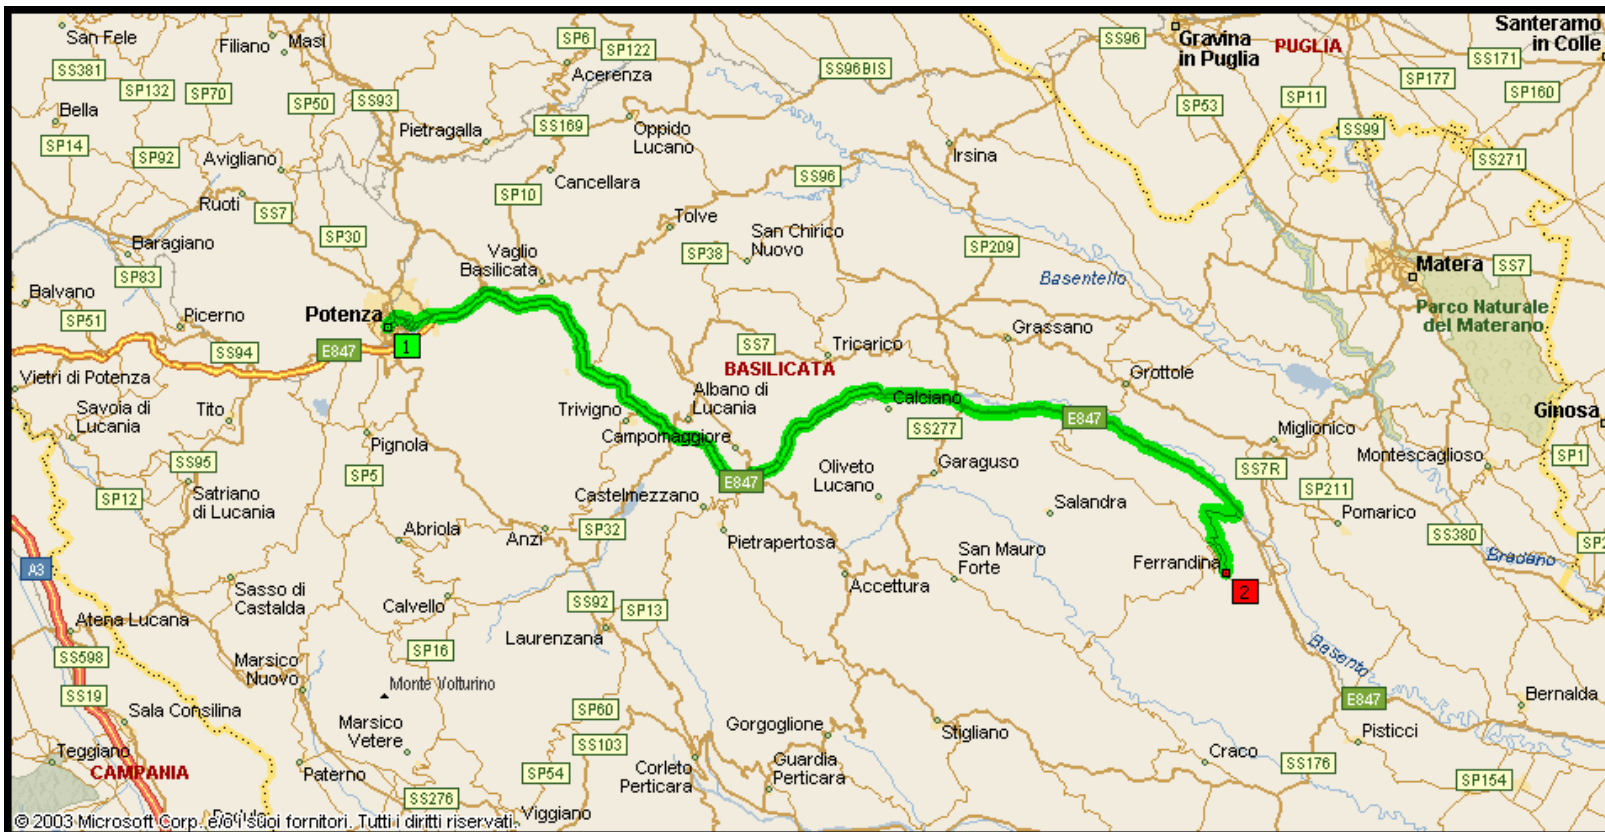 San Fele
Filiano
Masi
SP6
SP122
Acerenza
SS96BIS
SS96
Gravina
in Puglia
PUGLIA
Santeramo
in Colle
SS171
SS381
SP132
SP70
SP50
SS93
SP177
SP160
SP53
SP11
Bella
Pietragalla
SS169
Oppido
Lucano
SS99
SP14
SP92
Avigliano
Irsina
SS271
Cancellara
SS96
SP10
Ruoti
SS7
Tolve
SP30
Baragiano
Vaglio
Basilicata
SP38
San Chirico
Nuovo
SP209
Basentello
Matera
SS7
SP83
Balvano
SP51
Picerno
Potenza
1
Parco Naturale
del Materano
Grassano
SS94
E847
SS7
Tricarico
BASILICATA
Vietri di Potenza
Grottole
Savoia di
Lucania
Tito
Trivigno
Albano di
Lucania
Calciano
E847
Ginosa
Pignola
Campomaggiore
SS277
Miglionico
SS95
SP5
Garaguso
SS7R
Montescaglioso
SP1
SP12
Satriano
di Lucania
Castelmezzano
E847
Oliveto
Lucano
SP211
Salandra
Pomarico
Abriola
Anzi
SP32
Pietrapertosa
SS380
SP2
A3
San Mauro
Forte
Ferrandina
Bradano
Sasso di
Castalda
Accettura
2
Calvello
SS92
SP13
Atena Lucana
Laurenzana
SS598
SP16
Basento
Marsico
Nuovo
Monte Volturino
SS19
E847
Bernalda
Sala Consilina
Marsico
Vetere
SP60
Gorgoglione
Stigliano
Pisticci
SS103
Teggiano
CAMPANIA
Paterno
SP54
Corleto
Perticara
Guardia
Perticara
Craco
SS176
SP154
SS276
Viggiano
© 2003 Microsoft Corp. e/o i suoi fornitori. Tutti i diritti riservati.